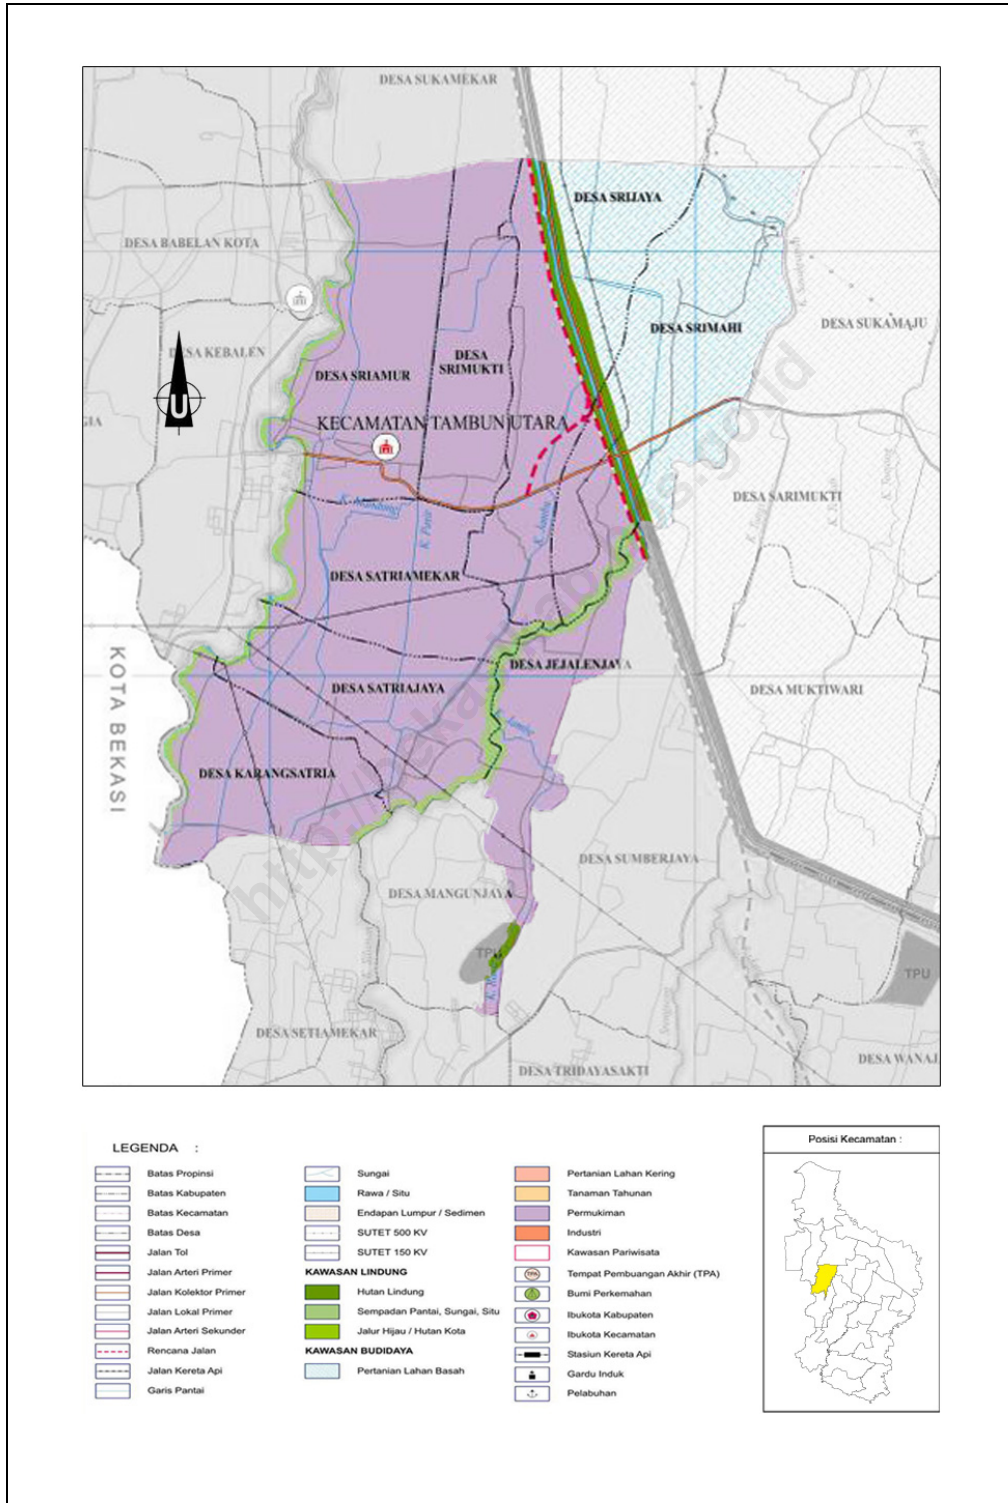 DESA SUKAMEKAR
DESA SRIJAYA
DESA BABELAN KOTA
DESA SRIMAHI
DESA SUKAMAJU
DESA KEBALEN
DESA
SRIMUKTI
DESA SRIAMUR
U
GIA
KECAMATAN TAMBUN UTARA
DESA SARIMUKTI
K. Pasir
K. Jambu
DESA SATRIAMEKAR
DESA JEJALENJAYA
KOTA BEKASI
DESA SATRIAJAYA
DESA MUKTIWARI
K. Jambu
DESA KARANGSATRIA
DESA SUMBERJAYA
DESA MANGUNJAYA
TPU
TPU
DESA SETIAMEKAR
DESA WANAJ
DESA TRIDAYASAKTI
LEGENDA :
Batas Propinsi
Batas Kabupaten
Batas Kecamatan
Batas Desa
Jalan Tol
Jalan Arteri Primer
Jalan Kolektor Primer
Jalan Lokal Primer
Jalan Arteri Sekunder
Rencana Jalan
Jalan Kereta Api
Garis Pantai
Sungai
Rawa / Situ
Endapan Lumpur / Sedimen
SUTET 500 KV
SUTET 150 KV
KAWASAN LINDUNG
Hutan Lindung
Sempadan Pantai, Sungai, Situ
Jalur Hijau / Hutan Kota
KAWASAN BUDIDAYA
Pertanian Lahan Basah
Pertanian Lahan Kering
Tanaman Tahunan
Permukiman
Industri
Kawasan Pariwisata
TPA
Tempat Pembuangan Akhir (TPA)
Bumi Perkemahan
Ibukota Kabupaten
Ibukota Kecamatan
Stasiun Kereta Api
Gardu Induk
Pelabuhan
Posisi Kecamatan :